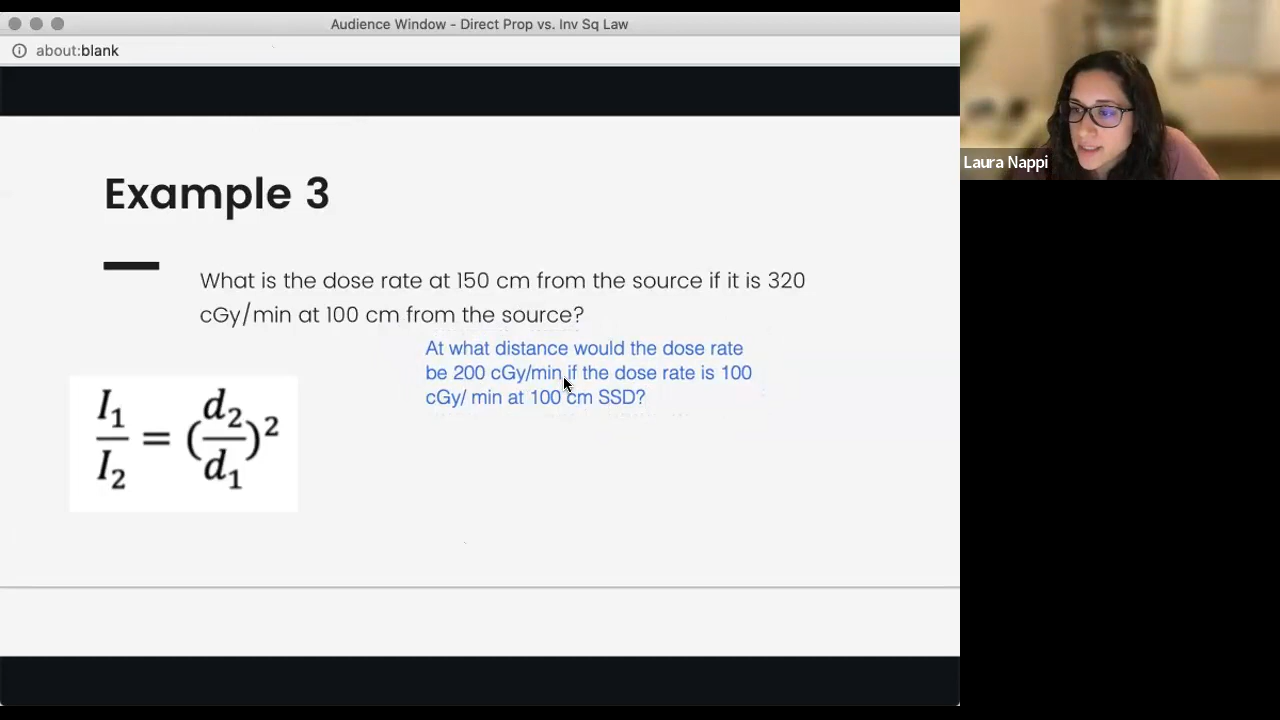 Audience Window - Direct Prop vs. Inv Sq Law
about:blank
Laura Nappi
Example 3
What is the dose rate at 150 cm from the source if it is 320
cGy/min at 100 cm from the source?
At what distance would the dose rate
be 200 cGy/min if the dose rate is 100
cGy/ min at 100 cm SSD?
I₁/I₂ = (d₂/d₁)²